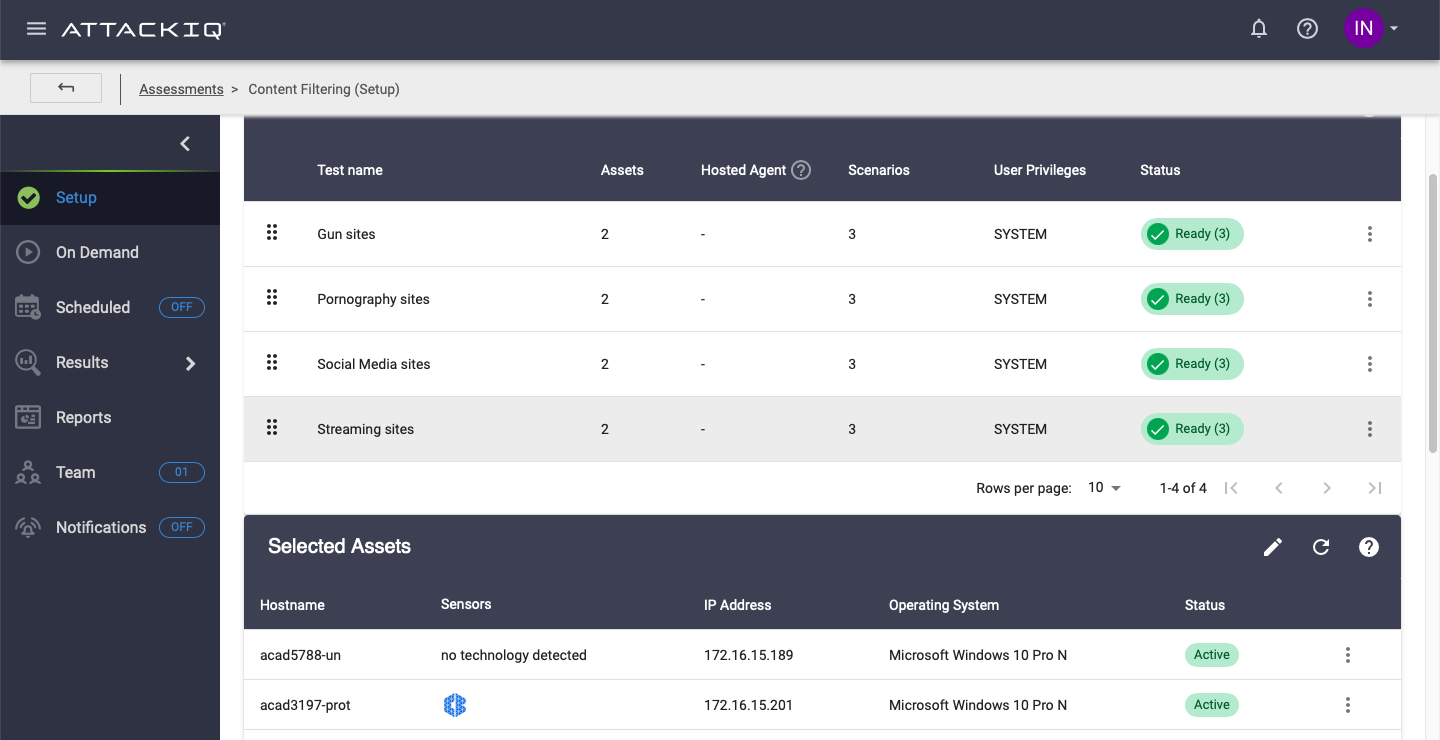 ATTACKIQ®
IN
Assessments > Content Filtering (Setup)
Setup
On Demand
Scheduled OFF
Results
Reports
Team 01
Notifications OFF
Test name Assets Hosted Agent ? Scenarios User Privileges Status
Gun sites 2 - 3 SYSTEM Ready (3)
Pornography sites 2 - 3 SYSTEM Ready (3)
Social Media sites 2 - 3 SYSTEM Ready (3)
Streaming sites 2 - 3 SYSTEM Ready (3)
Rows per page: 10 1-4 of 4
Selected Assets
Hostname Sensors IP Address Operating System Status
acad5788-un no technology detected 172.16.15.189 Microsoft Windows 10 Pro N Active
acad3197-prot 172.16.15.201 Microsoft Windows 10 Pro N Active